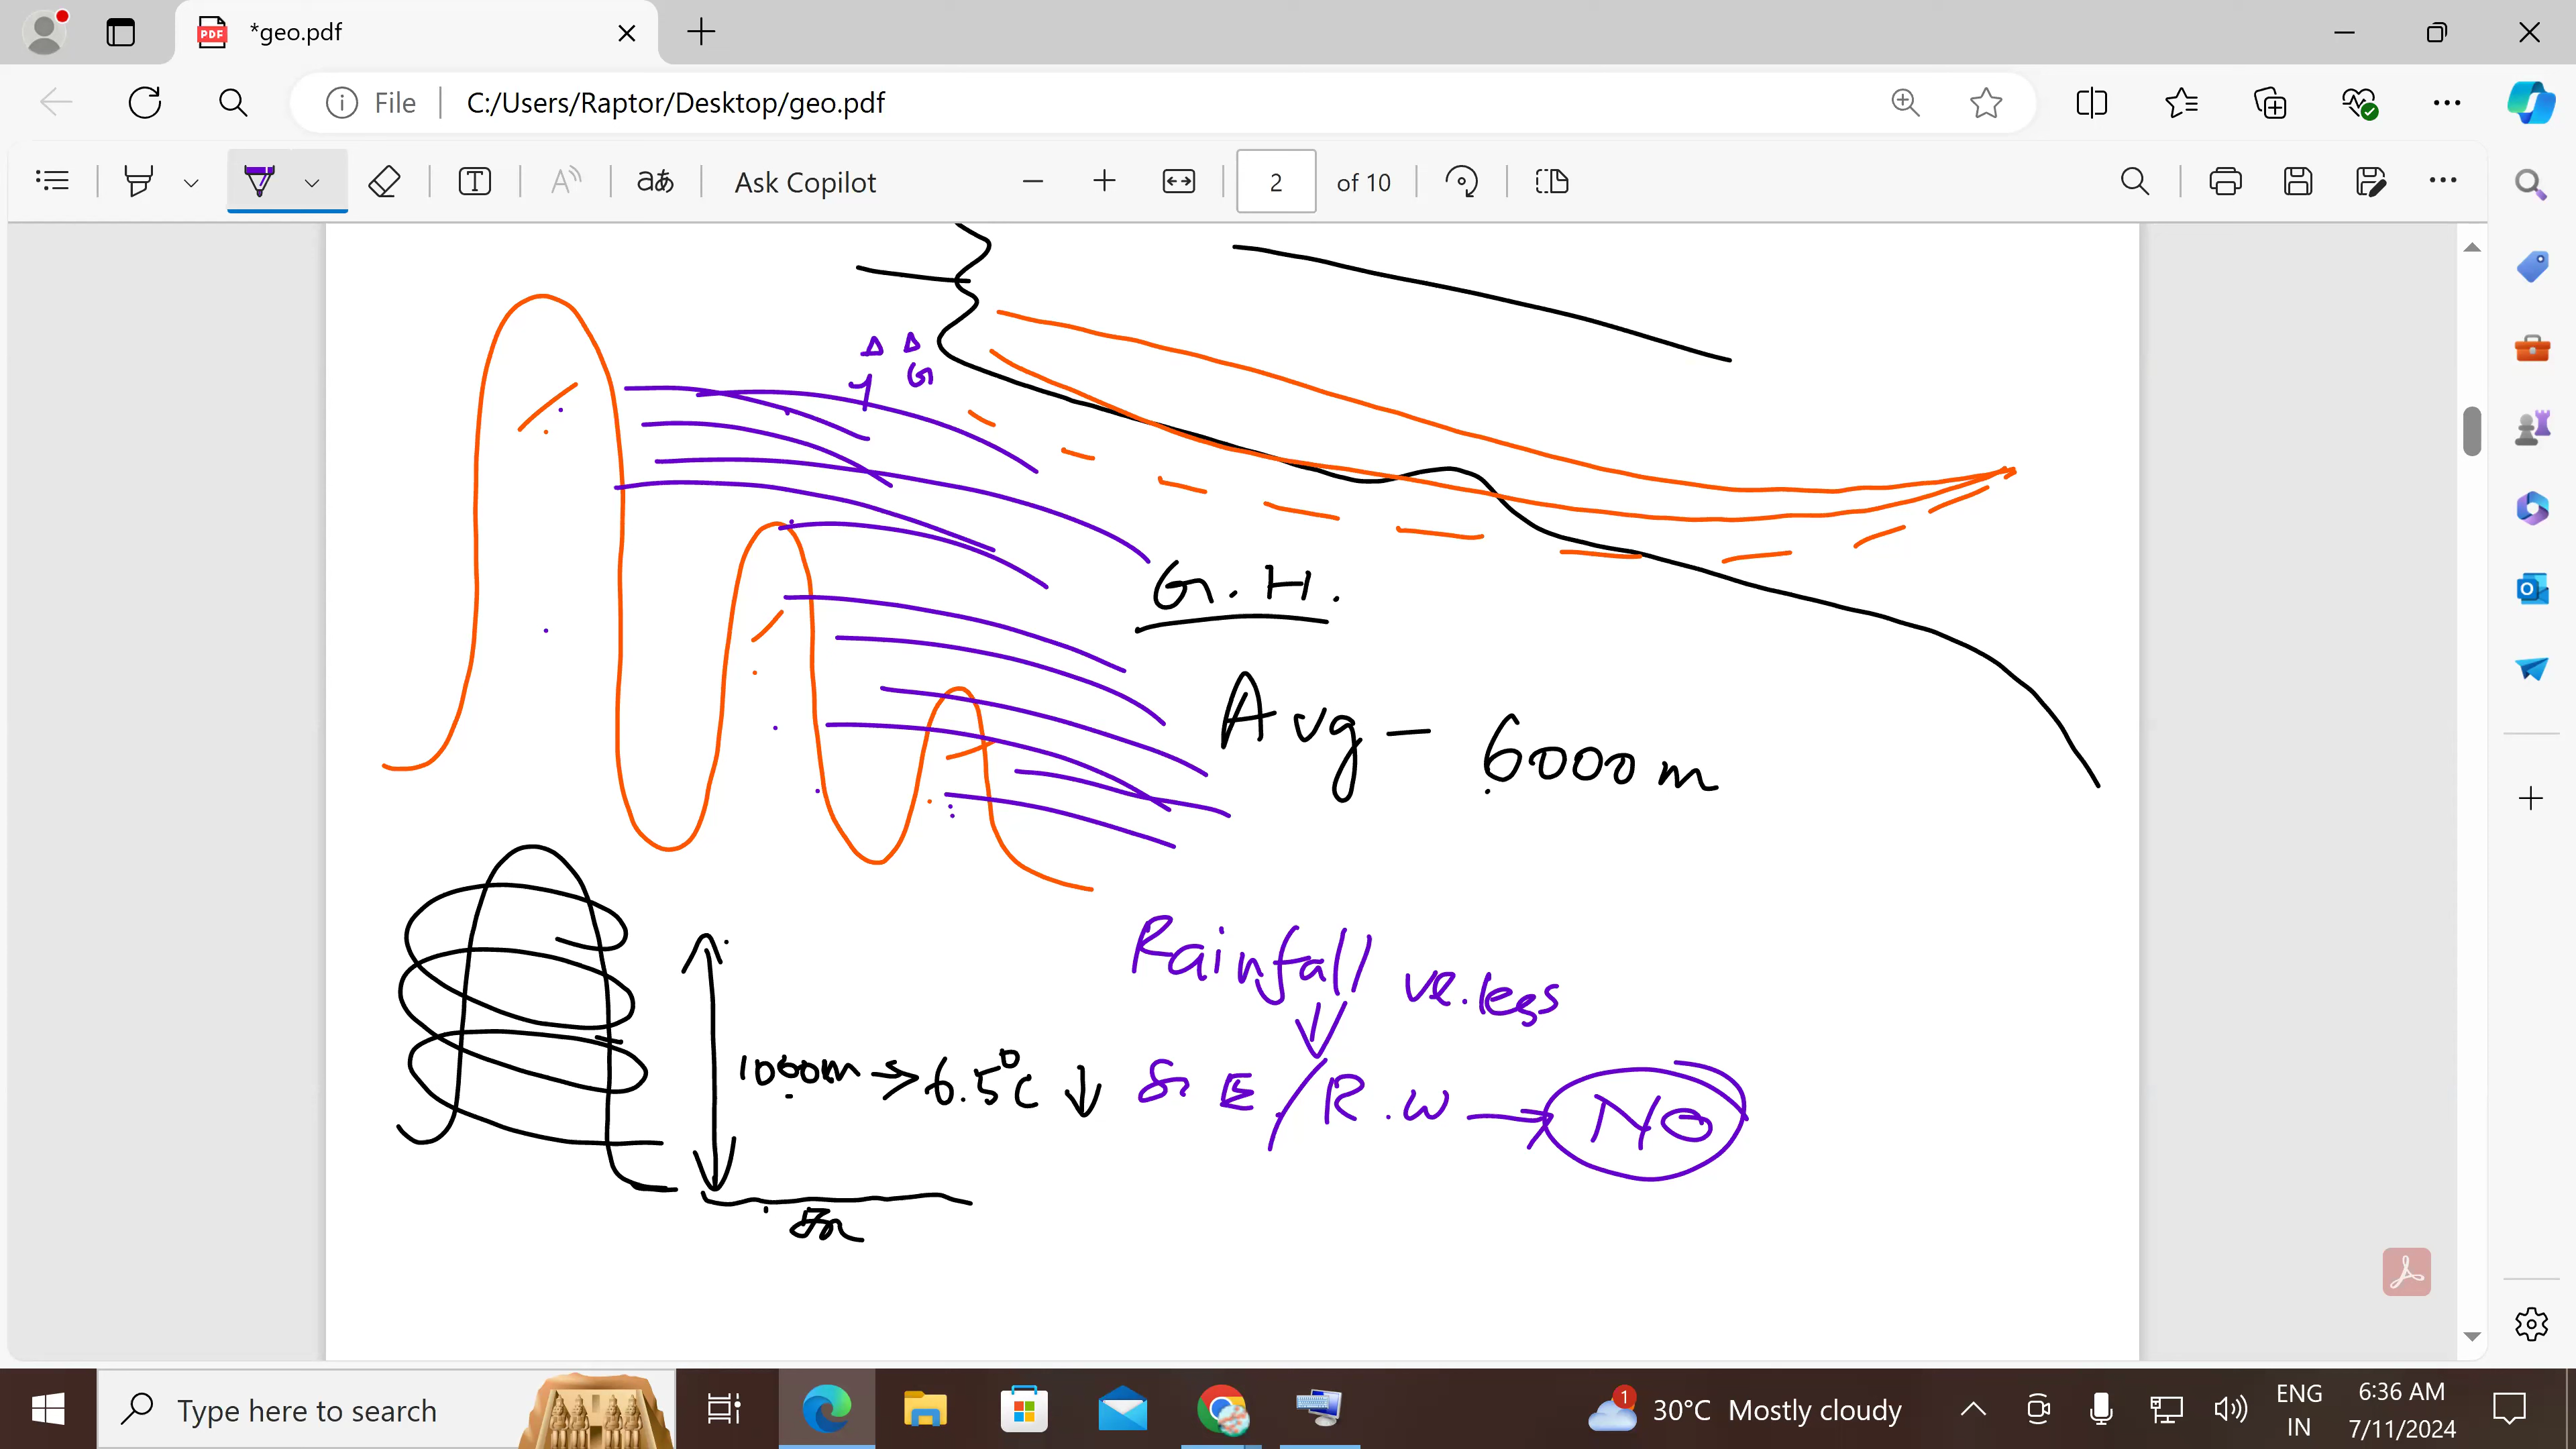 *geo.pdf
File
C:/Users/Raptor/Desktop/geo.pdf
Ask Copilot
2 of 10
Y G
G.H.
Avg - 6000 m
Rainfall ve.less
1000m → 6.5°C ↓
E/R.W → NO
Type here to search
1
30°C Mostly cloudy
ENG
IN
6:36 AM
7/11/2024